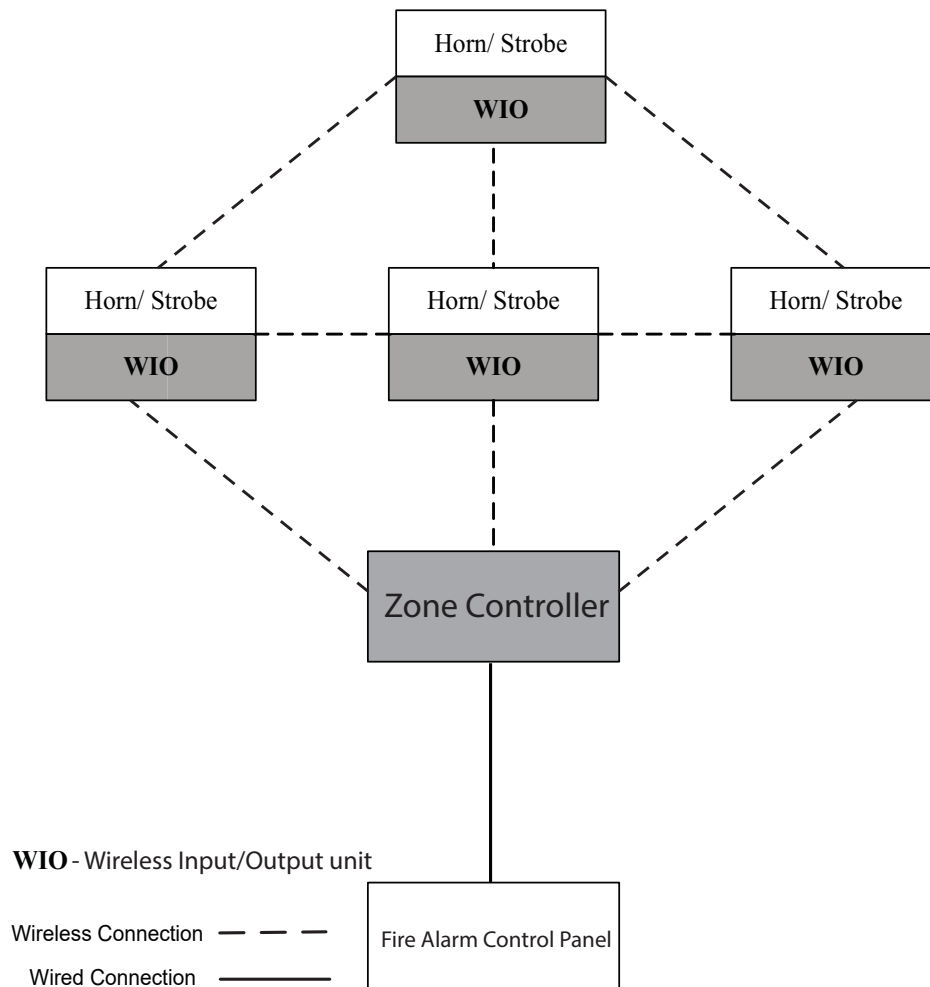 Horn/ Strobe
WIO
Horn/ Strobe
Horn/ Strobe
Horn/ Strobe
WIO
WIO
WIO
Zone Controller
WIO - Wireless Input/Output unit
Wireless Connection
Fire Alarm Control Panel
Wired Connection